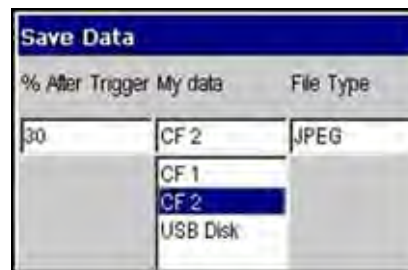 Save Data
% After Trigger My data File Type
30 CF 2 JPEG
CF 1
CF 2
USB Disk